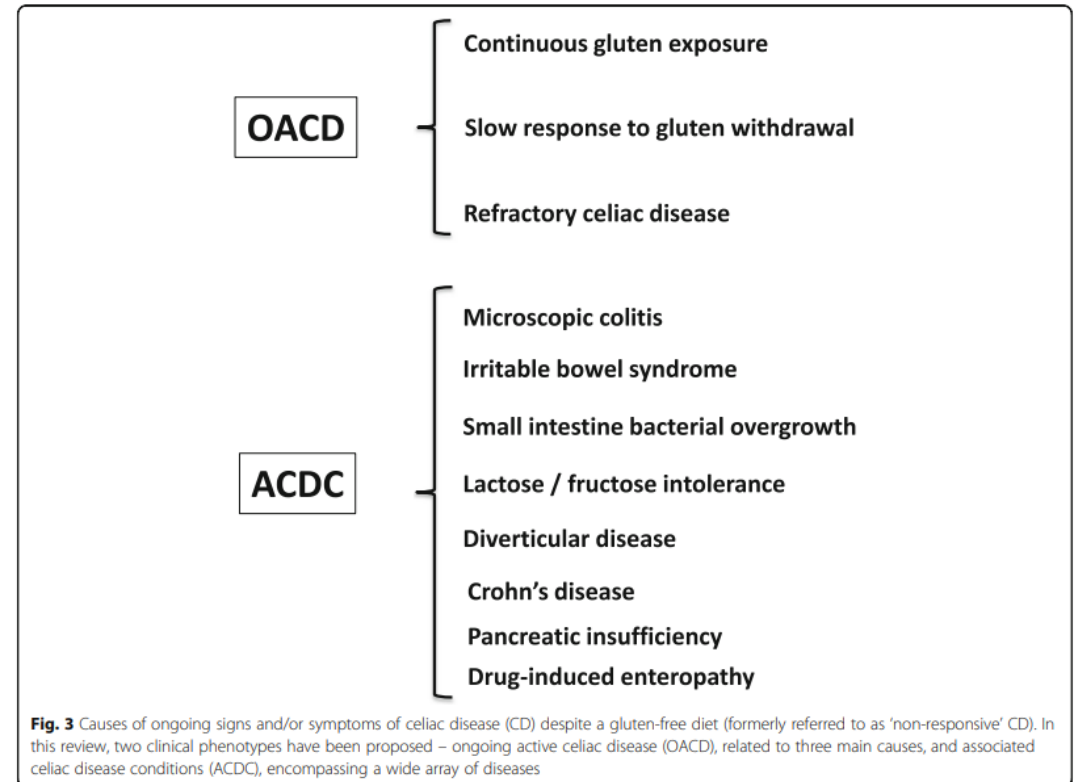 OACD
Continuous gluten exposure
Slow response to gluten withdrawal
Refractory celiac disease
ACDC
Microscopic colitis
Irritable bowel syndrome
Small intestine bacterial overgrowth
Lactose / fructose intolerance
Diverticular disease
Crohn’s disease
Pancreatic insufficiency
Drug-induced enteropathy
Fig. 3 Causes of ongoing signs and/or symptoms of celiac disease (CD) despite a gluten-free diet (formerly referred to as ‘non-responsive’ CD). In
this review, two clinical phenotypes have been proposed – ongoing active celiac disease (OACD), related to three main causes, and associated
celiac disease conditions (ACDC), encompassing a wide array of diseases